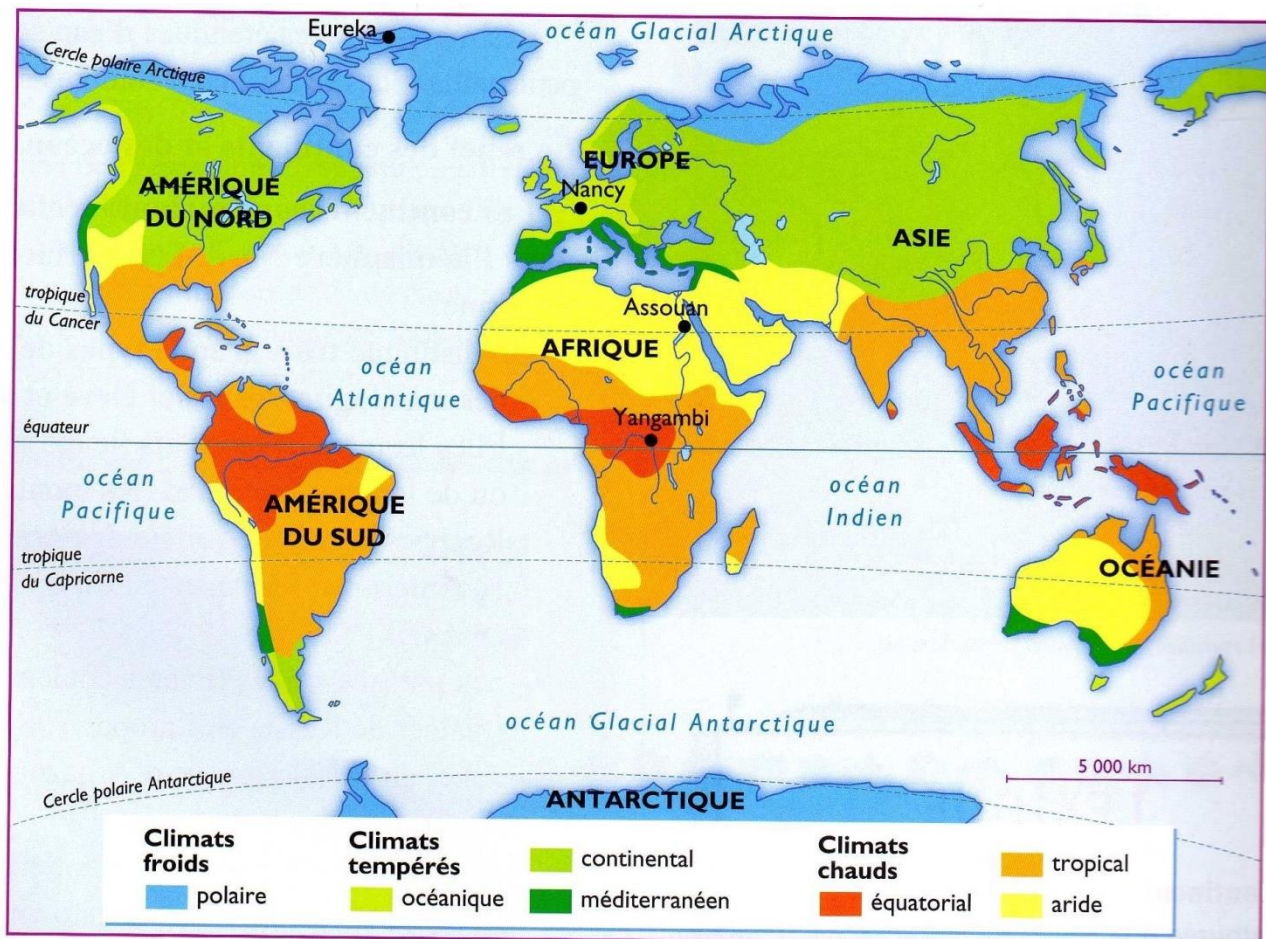 Eureka
océan Glacial Arctique
Cercle polaire Arctique
EUROPE
Nancy
AMÉRIQUE
DU NORD
ASIE
tropique
du Cancer
Assouan
AFRIQUE
océan
Atlantique
océan
Pacifique
équateur
Yangambi
océan
Pacifique
AMÉRIQUE
DU SUD
océan
Indien
tropique
du Capricorne
OCÉANIE
océan Glacial Antarctique
Cercle polaire Antarctique
5 000 km
ANTARCTIQUE
Climats
froids
polaire
Climats
tempérés
océanique
continental
méditerranéen
Climats
chauds
équatorial
tropical
aride